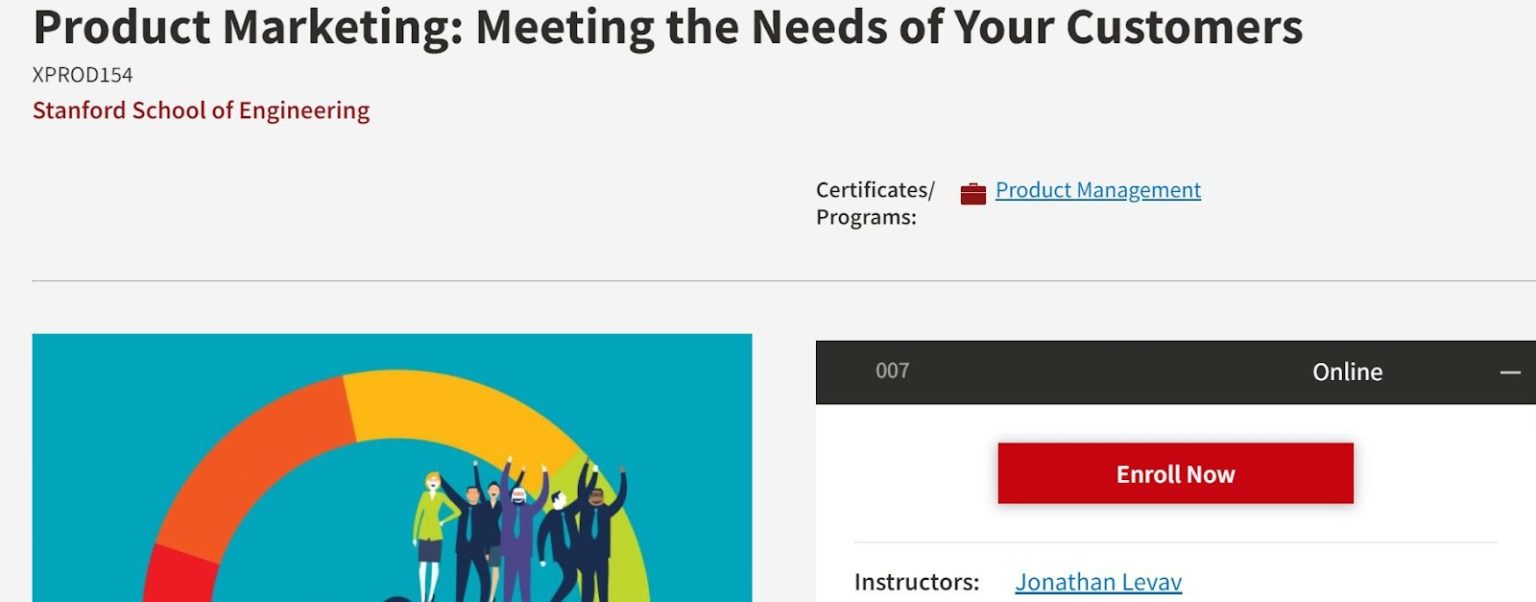 Product Marketing: Meeting the Needs of Your Customers
XPROD154
Stanford School of Engineering
Certificates/
Programs:
Product Management
007
Online
Enroll Now
Instructors: Jonathan Levav